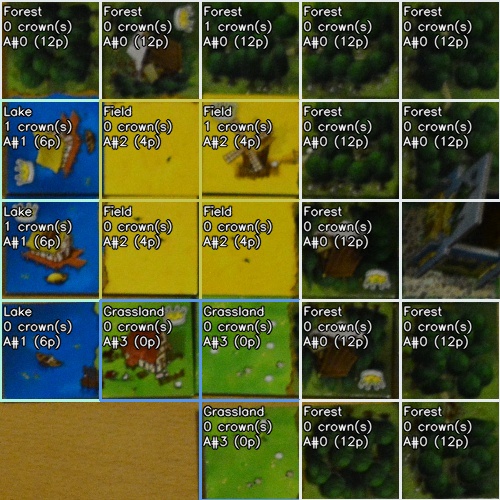 Forest
0 crown(s)
A#0 (12p)
Forest
0 crown(s)
A#0 (12p)
Forest
1 crown(s)
A#0 (12p)
Forest
0 crown(s)
A#0 (12p)
Forest
0 crown(s)
A#0 (12p)
Lake
1 crown(s)
A#1 (6p)
Field
0 crown(s)
A#2 (4p)
Field
1 crown(s)
A#2 (4p)
Forest
0 crown(s)
A#0 (12p)
Forest
0 crown(s)
A#0 (12p)
Lake
1 crown(s)
A#1 (6p)
Field
0 crown(s)
A#2 (4p)
Field
0 crown(s)
A#2 (4p)
Forest
0 crown(s)
A#0 (12p)
Lake
0 crown(s)
A#1 (6p)
Grassland
0 crown(s)
A#3 (0p)
Grassland
0 crown(s)
A#3 (0p)
Forest
0 crown(s)
A#0 (12p)
Forest
0 crown(s)
A#0 (12p)
Grassland
0 crown(s)
A#3 (0p)
Forest
0 crown(s)
A#0 (12p)
Forest
0 crown(s)
A#0 (12p)